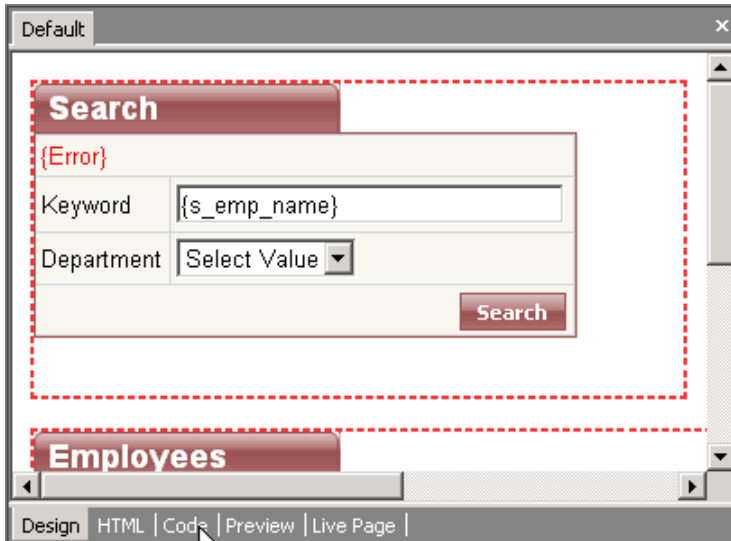 Default
Search
{Error}
Keyword {s_emp_name}
Department Select Value
Search
Employees
Design HTML Code Preview Live Page